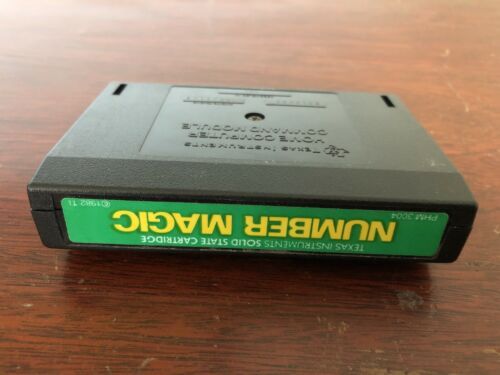 TEXAS INSTRUMENTS SOLID STATE CARTRIDGE
NUMBER MAGIC
PHM 3004
©1982 TI
TEXAS INSTRUMENTS
HOME COMPUTER
COMMAND MODULE